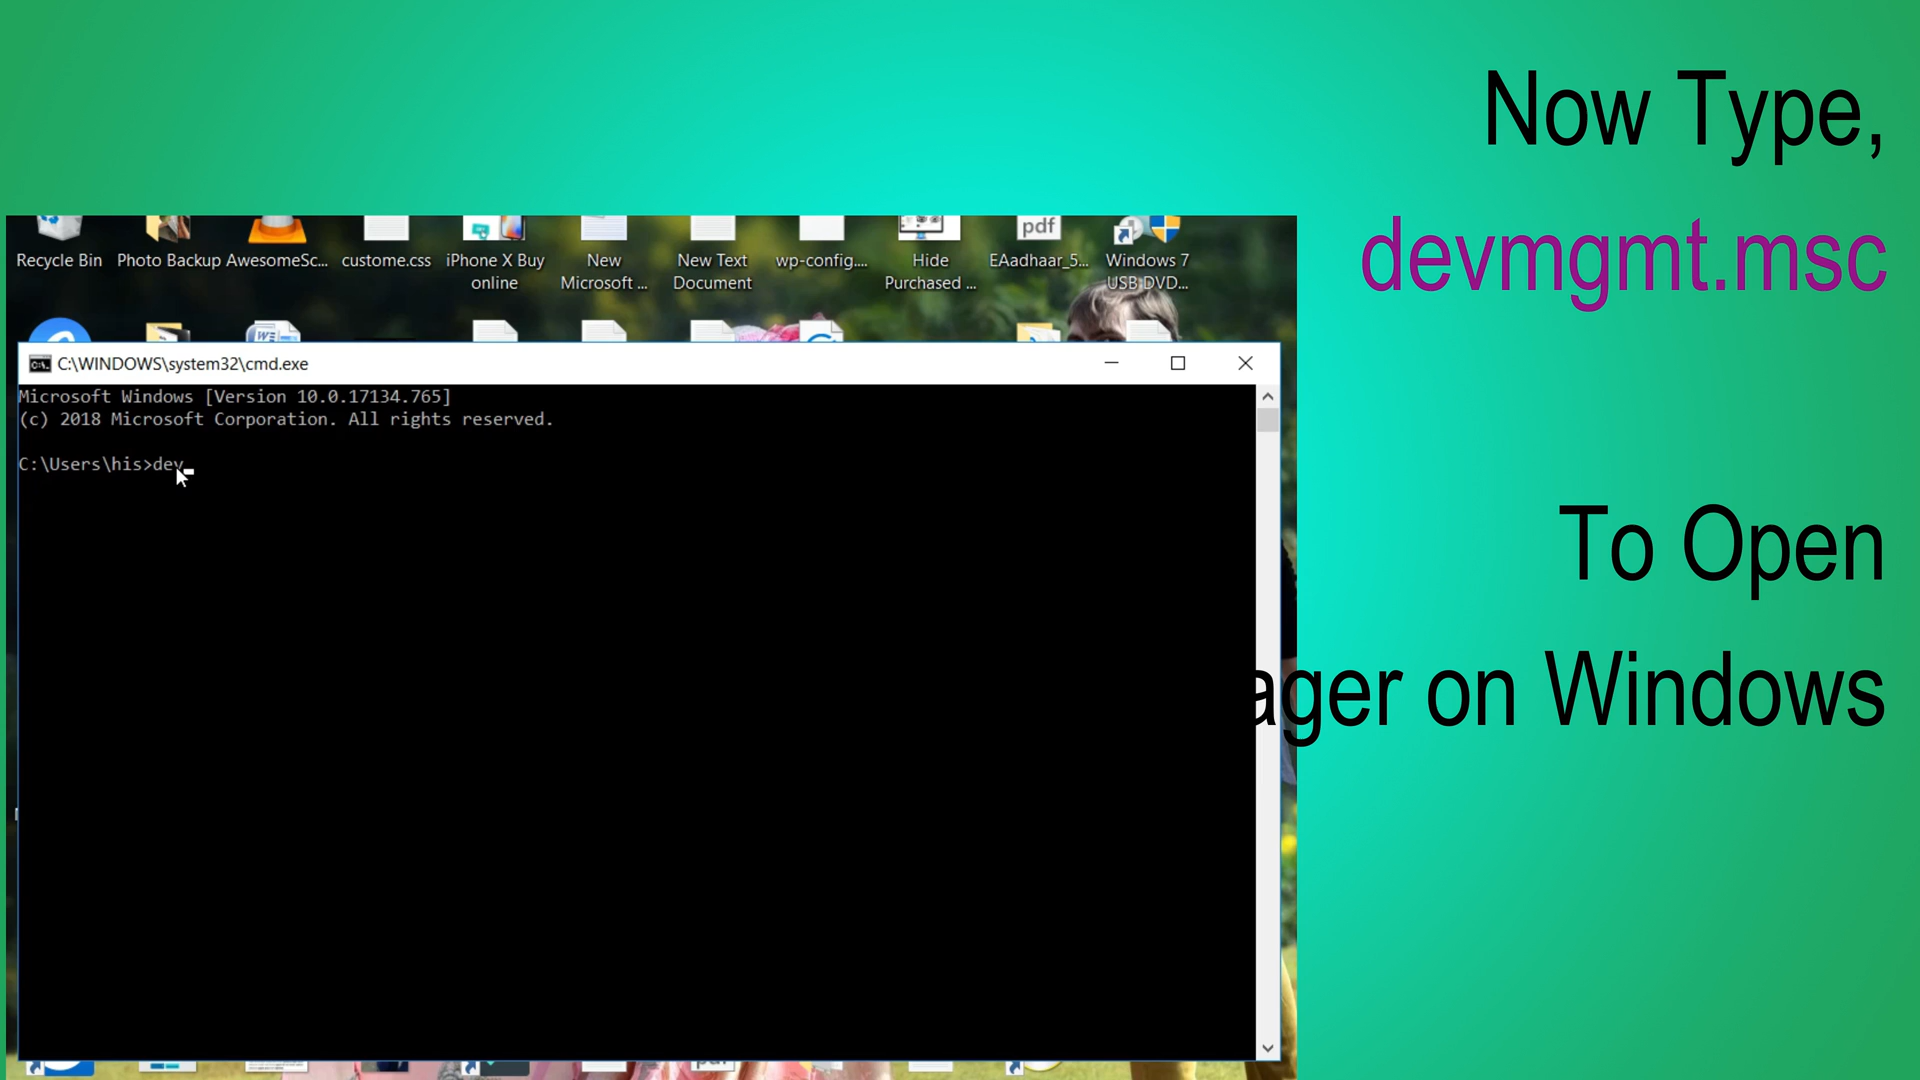 Now Type,
devmgmt.msc
To Open
ager on Windows
Recycle Bin
Photo Backup
AwesomeSc...
custome.css
iPhone X Buy
online
New
Microsoft ...
New Text
Document
wp-config....
Hide
Purchased ...
pdf
EAadhaar_5...
Windows 7
USB DVD...
C:\WINDOWS\system32\cmd.exe
Microsoft Windows [Version 10.0.17134.765]
(c) 2018 Microsoft Corporation. All rights reserved.
C:\Users\his>dev